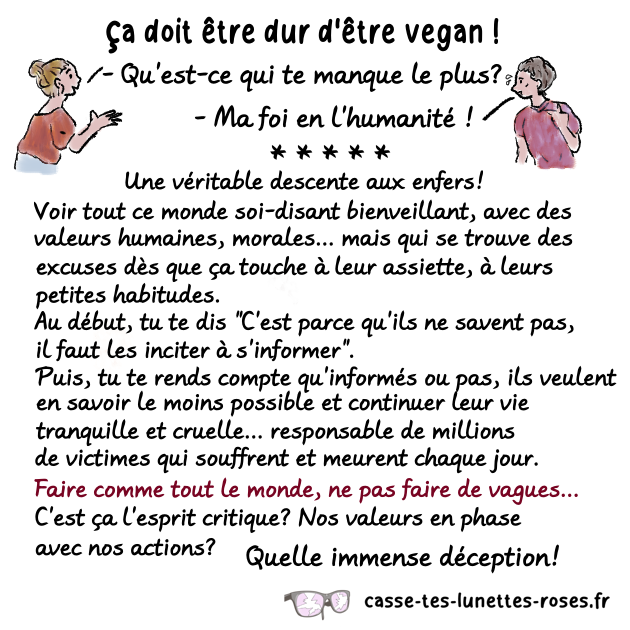 Ça doit être dur d'être vegan !
- Qu'est-ce qui te manque le plus?
- Ma foi en l'humanité !
* * * * *
Une véritable descente aux enfers!
Voir tout ce monde soi-disant bienveillant, avec des
valeurs humaines, morales... mais qui se trouve des
excuses dès que ça touche à leur assiette, à leurs
petites habitudes.
Au début, tu te dis "C'est parce qu'ils ne savent pas,
il faut les inciter à s'informer".
Puis, tu te rends compte qu'informés ou pas, ils veulent
en savoir le moins possible et continuer leur vie
tranquille et cruelle... responsable de millions
de victimes qui souffrent et meurent chaque jour.
Faire comme tout le monde, ne pas faire de vagues...
C'est ça l'esprit critique? Nos valeurs en phase
avec nos actions? Quelle immense déception!
casse-tes-lunettes-roses.fr